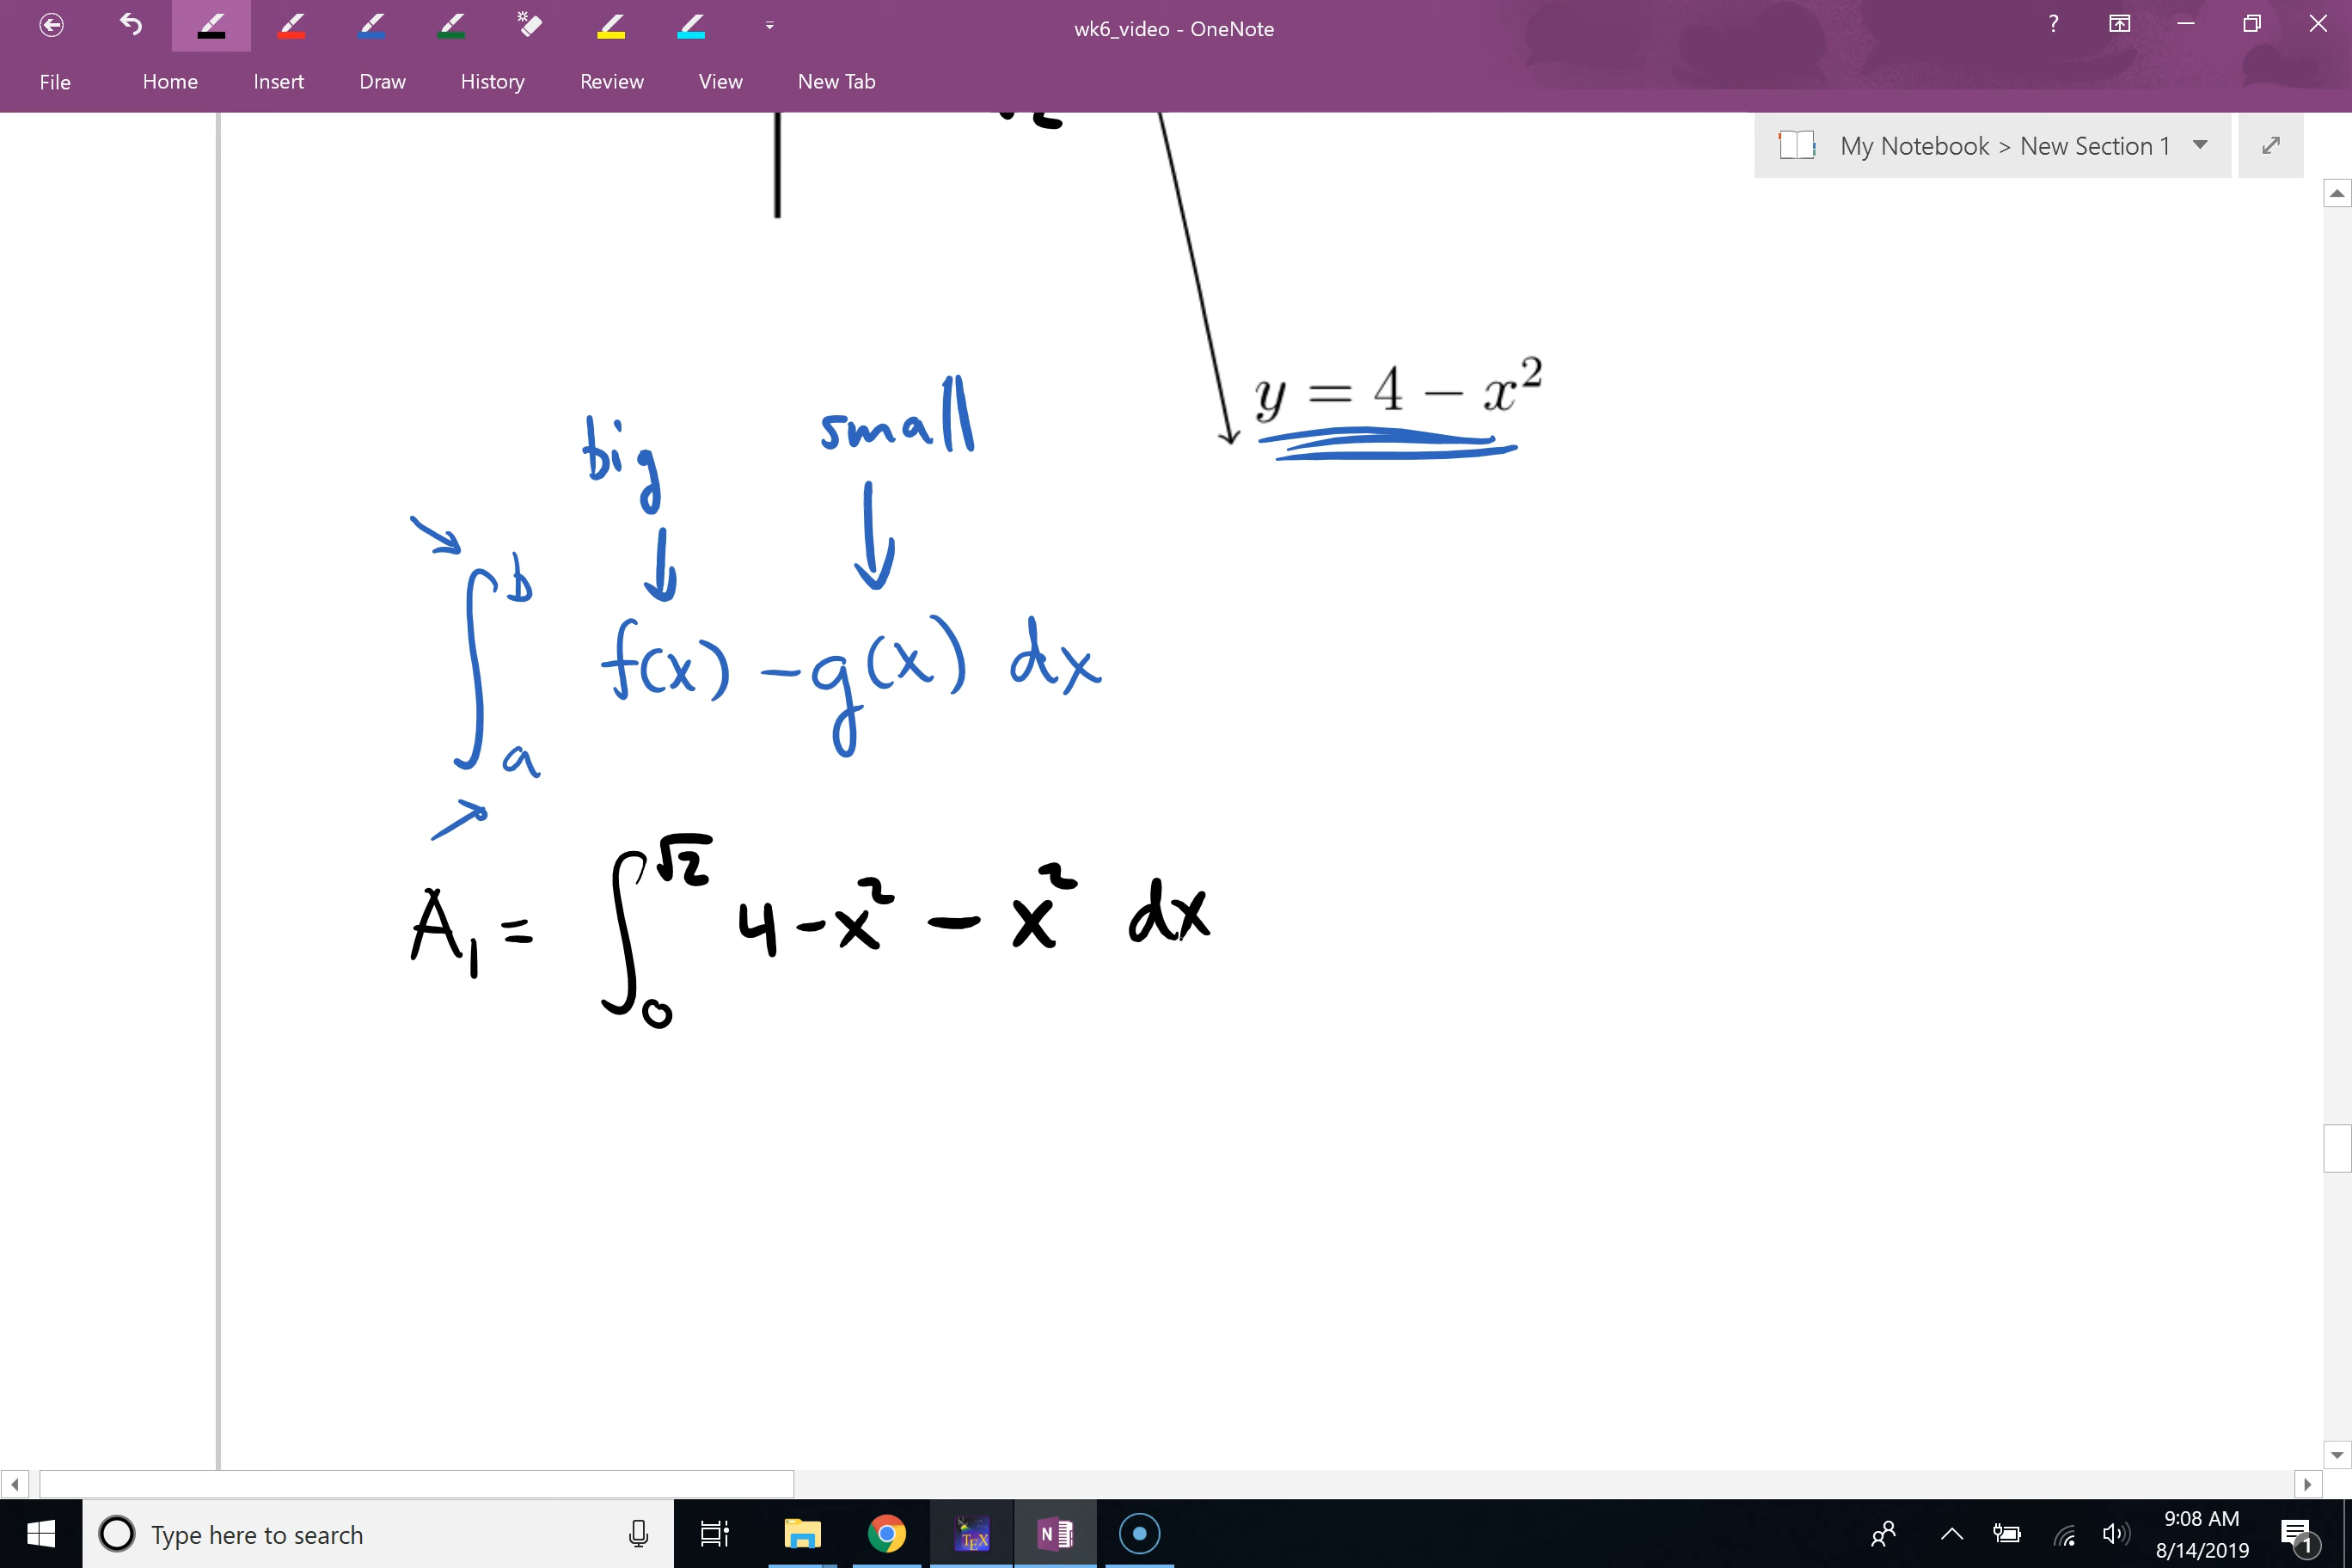 wk6_video - OneNote
?
File Home Insert Draw History Review View New Tab
My Notebook > New Section 1
y = 4 − x²
big small
∫ₐᵇ f(x) − g(x) dx
A₁ = ∫₀^√2 4 − x² − x² dx
Type here to search
TEX
N
9:08 AM
8/14/2019
1